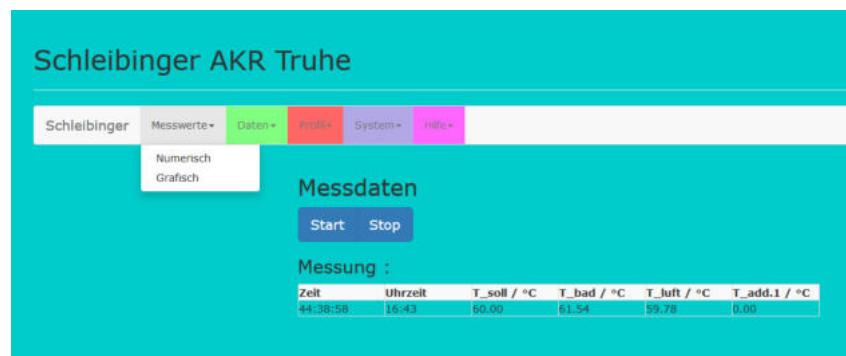 Schleibinger AKR Truhe
Schleibinger Messwerte Daten Profil System Hilfe
Numerisch
Grafisch
Messdaten
Start Stop
Messung :
Zeit Uhrzeit T_soll / °C T_bad / °C T_luft / °C T_add.1 / °C
44:38:58 16:43 60.00 61.54 59.78 0.00